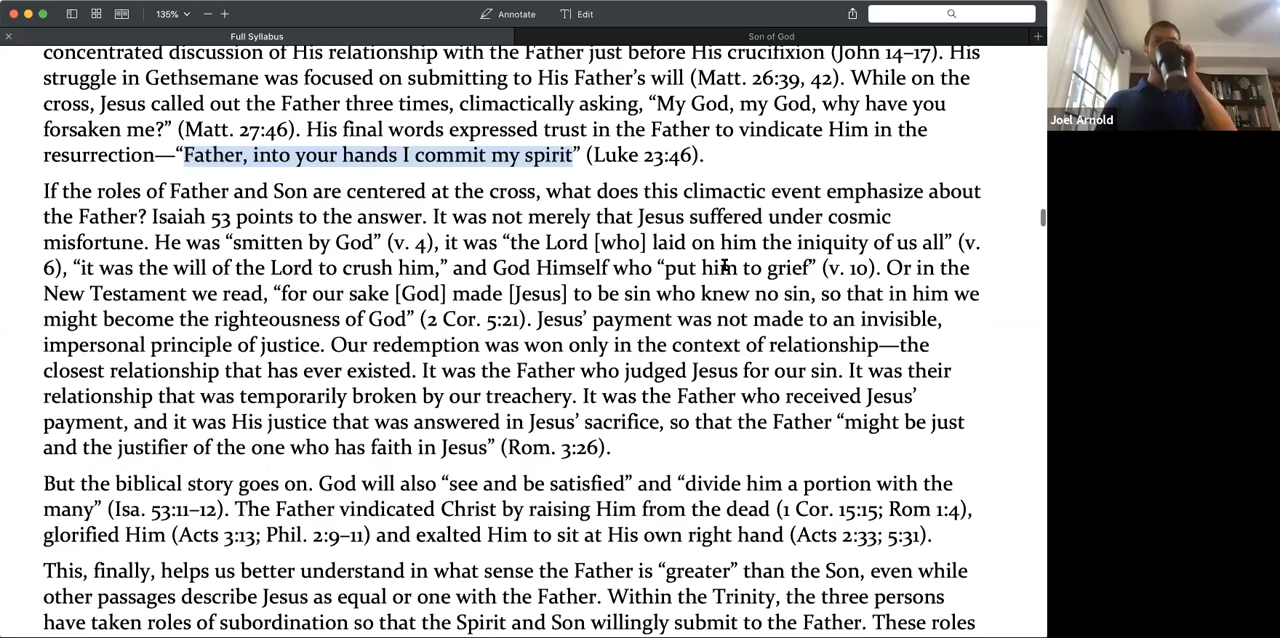 135%
Annotate
Edit
Full Syllabus
Son of God
concentrated discussion of His relationship with the Father just before His crucifixion (John 14–17). His
struggle in Gethsemane was focused on submitting to His Father's will (Matt. 26:39, 42). While on the
cross, Jesus called out the Father three times, climactically asking, “My God, my God, why have you
forsaken me?” (Matt. 27:46). His final words expressed trust in the Father to vindicate Him in the
resurrection—“Father, into your hands I commit my spirit” (Luke 23:46).
If the roles of Father and Son are centered at the cross, what does this climactic event emphasize about
the Father? Isaiah 53 points to the answer. It was not merely that Jesus suffered under cosmic
misfortune. He was “smitten by God” (v. 4), it was “the Lord [who] laid on him the iniquity of us all” (v.
6), “it was the will of the Lord to crush him,” and God Himself who “put him to grief” (v. 10). Or in the
New Testament we read, “for our sake [God] made [Jesus] to be sin who knew no sin, so that in him we
might become the righteousness of God” (2 Cor. 5:21). Jesus’ payment was not made to an invisible,
impersonal principle of justice. Our redemption was won only in the context of relationship—the
closest relationship that has ever existed. It was the Father who judged Jesus for our sin. It was their
relationship that was temporarily broken by our treachery. It was the Father who received Jesus’
payment, and it was His justice that was answered in Jesus’ sacrifice, so that the Father “might be just
and the justifier of the one who has faith in Jesus” (Rom. 3:26).
But the biblical story goes on. God will also “see and be satisfied” and “divide him a portion with the
many” (Isa. 53:11–12). The Father vindicated Christ by raising Him from the dead (1 Cor. 15:15; Rom 1:4),
glorified Him (Acts 3:13; Phil. 2:9–11) and exalted Him to sit at His own right hand (Acts 2:33; 5:31).
This, finally, helps us better understand in what sense the Father is “greater” than the Son, even while
other passages describe Jesus as equal or one with the Father. Within the Trinity, the three persons
have taken roles of subordination so that the Spirit and Son willingly submit to the Father. These roles
Joel Arnold